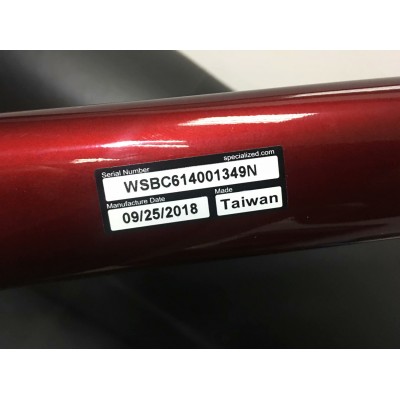 Serial Number specialized.com
WSBC614001349N
Manufacture Date Made
09/25/2018 Taiwan